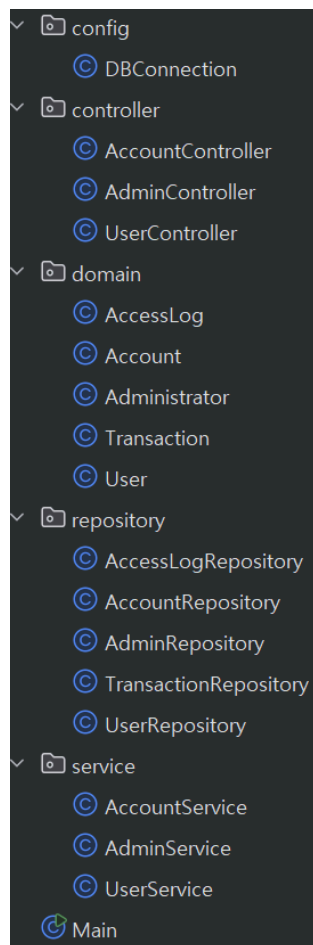 config
DBConnection
controller
AccountController
AdminController
UserController
domain
AccessLog
Account
Administrator
Transaction
User
repository
AccessLogRepository
AccountRepository
AdminRepository
TransactionRepository
UserRepository
service
AccountService
AdminService
UserService
Main